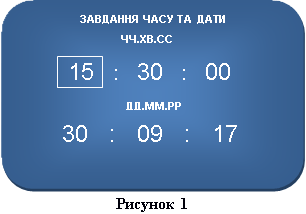 ЗАВДАННЯ ЧАСУ ТА ДАТИ
ЧЧ.ХВ.СС
15 : 30 : 00
ДД.ММ.РР
30 : 09 : 17
Рисунок 1